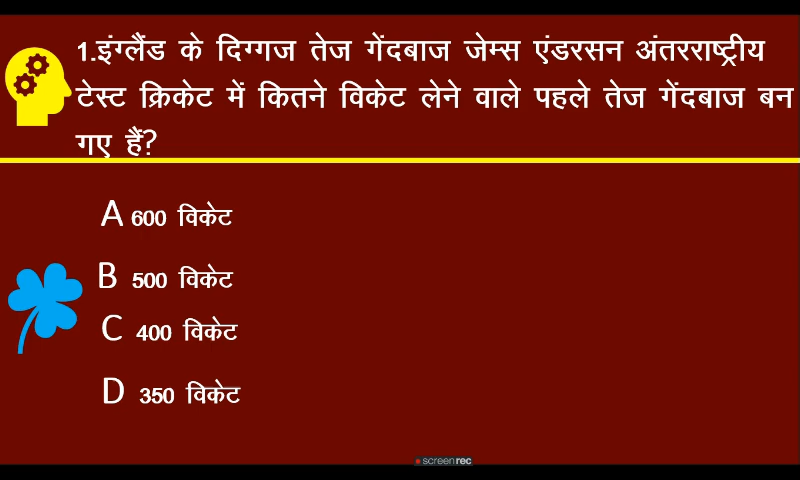 1.इंग्लैंड के दिग्गज तेज गेंदबाज जेम्स एंडरसन अंतरराष्ट्रीय
टेस्ट क्रिकेट में कितने विकेट लेने वाले पहले तेज गेंदबाज बन
गए हैं?
A 600 विकेट
B 500 विकेट
C 400 विकेट
D 350 विकेट
screenrec